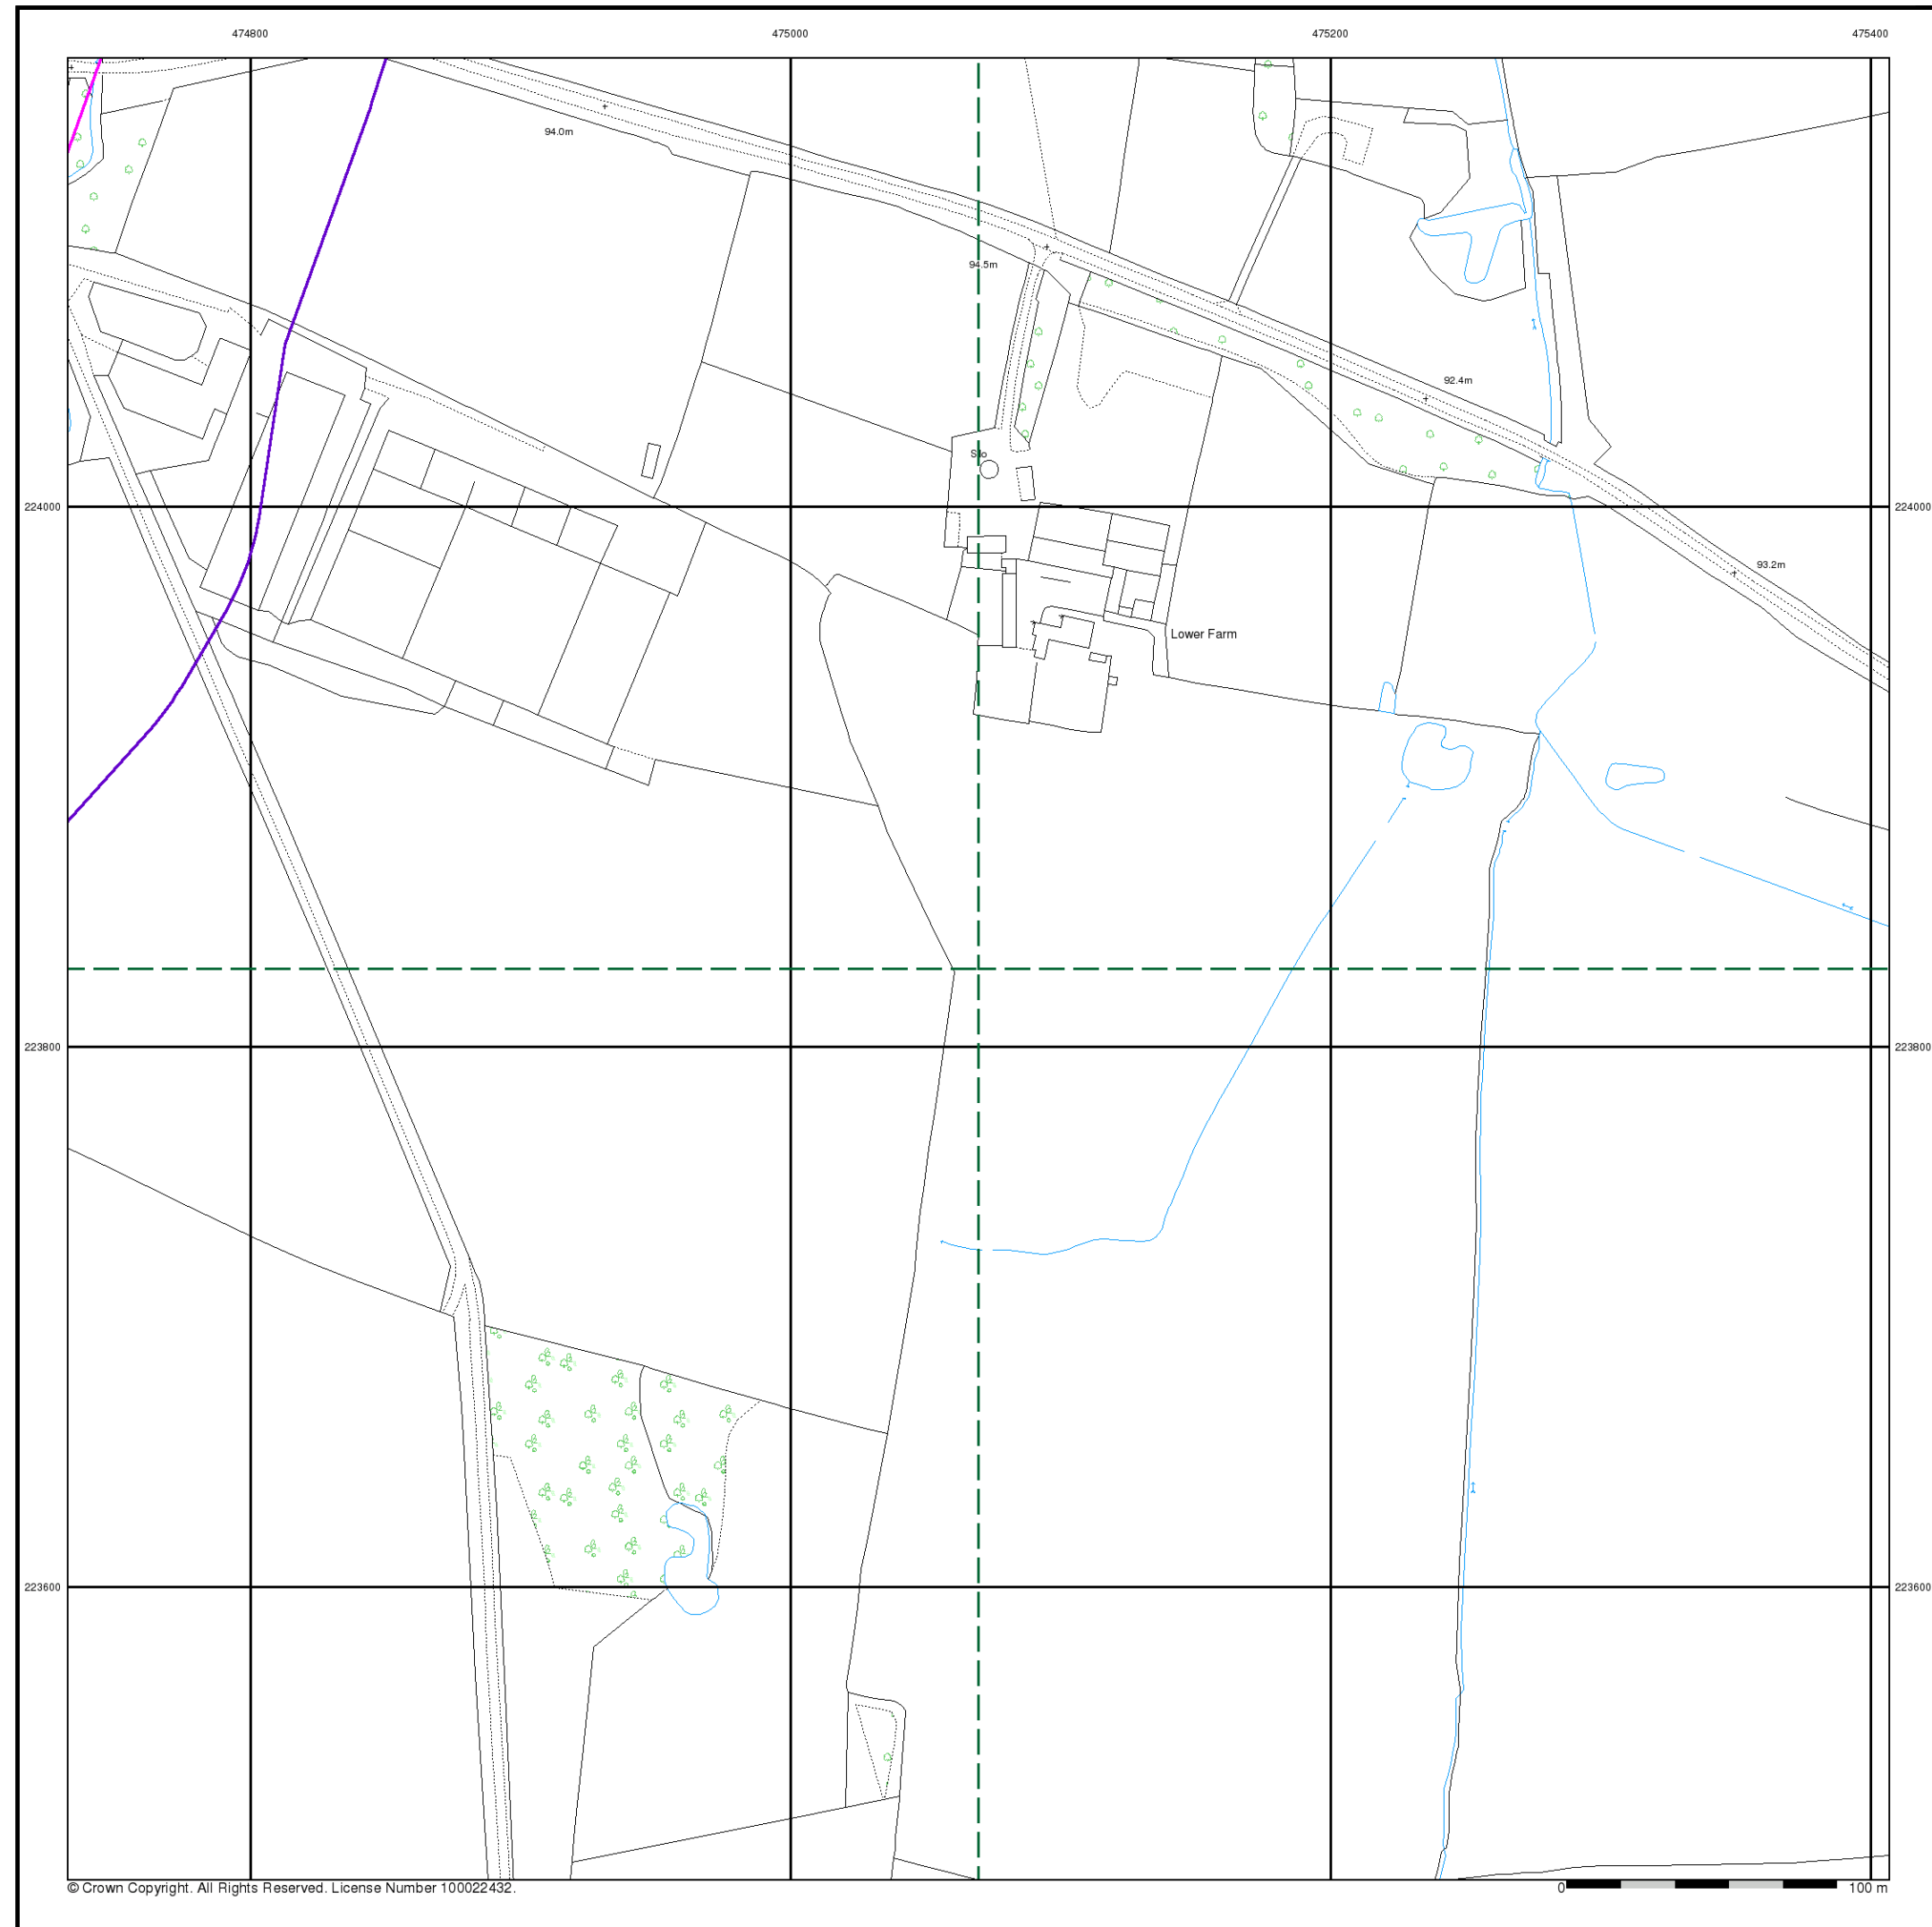 474800 475000 475200 475400
94.0m
94.5m
92.4m
Silo
224000 224000
93.2m
Lower Farm
223800 223800
223600 223600
© Crown Copyright. All Rights Reserved. License Number 100022432.
0 100 m